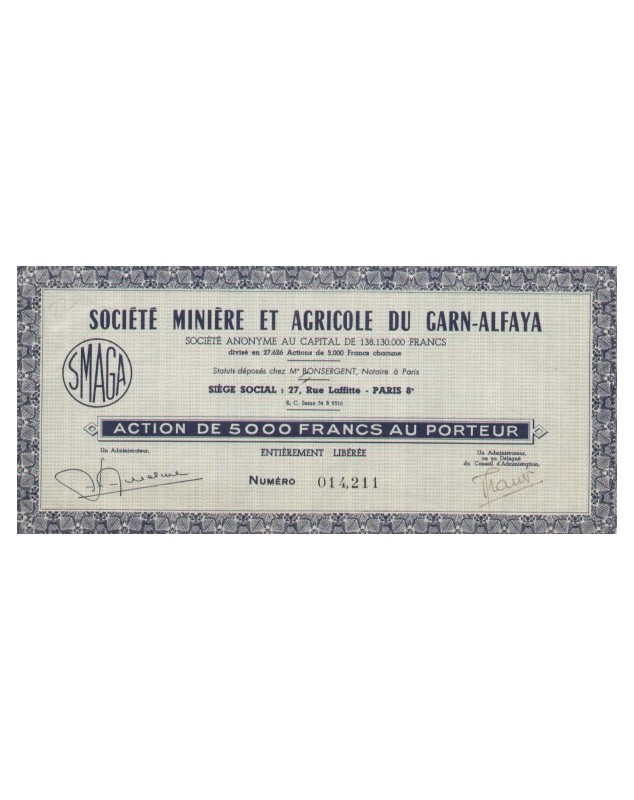 SOCIÉTÉ MINIÈRE ET AGRICOLE DU GARN-ALFAYA
SOCIÉTÉ ANONYME AU CAPITAL DE 138.130.000 FRANCS
divisé en 27.626 Actions de 5.000 Francs chacune
SMAGA
Statuts déposés chez Me BONSERGENT, Notaire à Paris
SIÈGE SOCIAL : 27, Rue Laffitte - PARIS 8e
R. C. Seine 54 B 6316
ACTION DE 5000 FRANCS AU PORTEUR
Un Administrateur,
ENTIÈREMENT LIBÉRÉE
Un Administrateur,
ou un Délégué
du Conseil d'Administration,
NUMÉRO 014,211